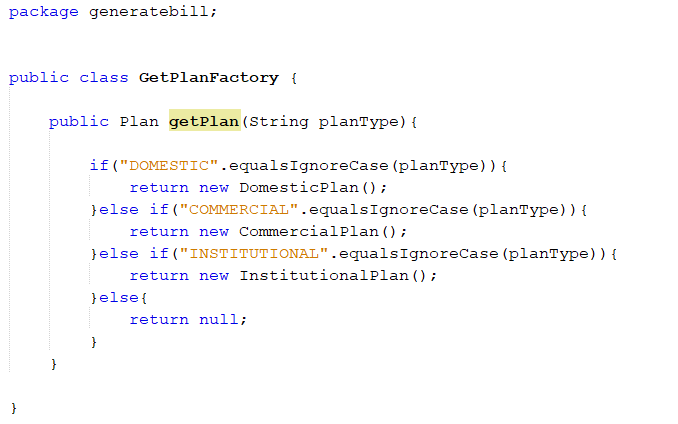 package generatebill;
public class GetPlanFactory {
public Plan getPlan(String planType){
if("DOMESTIC".equalsIgnoreCase(planType)){
return new DomesticPlan();
}else if("COMMERCIAL".equalsIgnoreCase(planType)){
return new CommercialPlan();
}else if("INSTITUTIONAL".equalsIgnoreCase(planType)){
return new InstitutionalPlan();
}else{
return null;
}
}
}